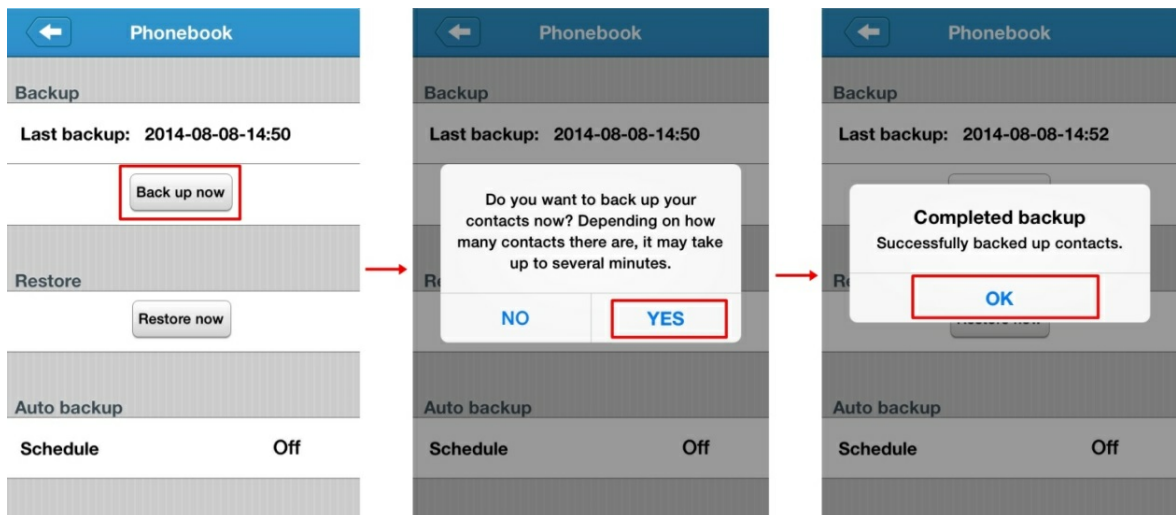 Phonebook
Backup
Last backup: 2014-08-08-14:50
Back up now
Restore
Restore now
Auto backup
Schedule Off
Phonebook
Backup
Last backup: 2014-08-08-14:50
Do you want to back up your
contacts now? Depending on how
many contacts there are, it may take
up to several minutes.
Re
NO YES
Auto backup
Schedule Off
Phonebook
Backup
Last backup: 2014-08-08-14:52
Completed backup
Successfully backed up contacts.
Re
OK
Restore now
Auto backup
Schedule Off